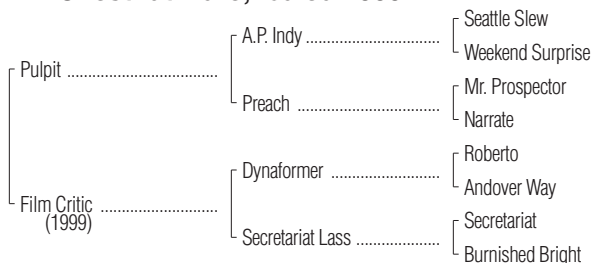 Seattle Slew
A.P. Indy ..............................
Weekend Surprise
Pulpit ..................................
Mr. Prospector
Preach ................................
Narrate
Roberto
Dynaformer ........................
Andover Way
Film Critic ...........................
(1999)
Secretariat
Secretariat Lass ..................
Burnished Bright